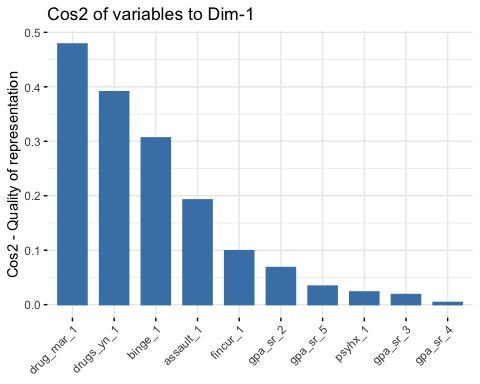 Cos2 of variables to Dim-1
Cos2 - Quality of representation
0.5
0.4
0.3
0.2
0.1
0.0
drug_mar_1
drugs_yn_1
binge_1
assault_1
fincur_1
gpa_sr_2
gpa_sr_5
psyhx_1
gpa_sr_3
gpa_sr_4